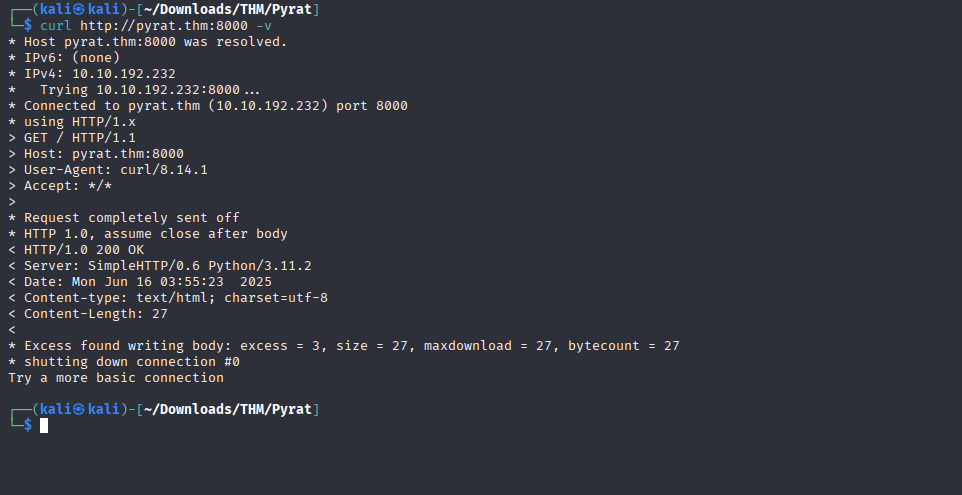 ┌──(kali㉿kali)-[~/Downloads/THM/Pyrat]
└─$ curl http://pyrat.thm:8000 -v
* Host pyrat.thm:8000 was resolved.
* IPv6: (none)
* IPv4: 10.10.192.232
*   Trying 10.10.192.232:8000...
* Connected to pyrat.thm (10.10.192.232) port 8000
* using HTTP/1.x
> GET / HTTP/1.1
> Host: pyrat.thm:8000
> User-Agent: curl/8.14.1
> Accept: */*
>
* Request completely sent off
* HTTP 1.0, assume close after body
< HTTP/1.0 200 OK
< Server: SimpleHTTP/0.6 Python/3.11.2
< Date: Mon Jun 16 03:55:23  2025
< Content-type: text/html; charset=utf-8
< Content-Length: 27
<
* Excess found writing body: excess = 3, size = 27, maxdownload = 27, bytecount = 27
* shutting down connection #0
Try a more basic connection
┌──(kali㉿kali)-[~/Downloads/THM/Pyrat]
└─$